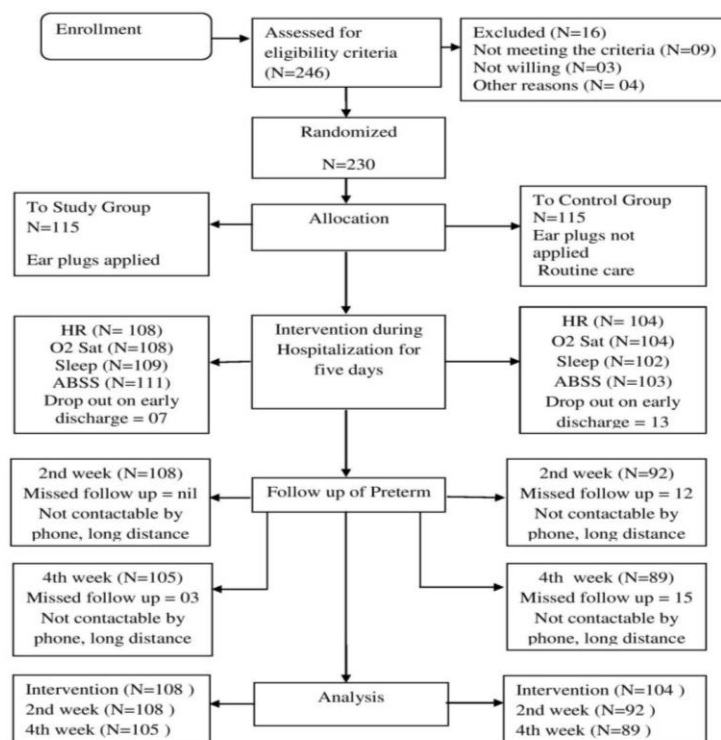 Enrollment
Assessed for
eligibility criteria
(N=246)
Excluded (N=16)
Not meeting the criteria (N=09)
Not willing (N=03)
Other reasons (N= 04)
Randomized
N=230
To Study Group
N=115
Ear plugs applied
Allocation
To Control Group
N=115
Ear plugs not
applied
Routine care
HR (N= 108)
O2 Sat (N=108)
Sleep (N=109)
ABSS (N=111)
Drop out on early
discharge = 07
Intervention during
Hospitalization for
five days
HR (N= 104)
O2 Sat (N=104)
Sleep (N=102)
ABSS (N=103)
Drop out on early
discharge = 13
2nd week (N=108)
Missed follow up = nil
Not contactable by
phone, long distance
Follow up of Preterm
2nd week (N=92)
Missed follow up = 12
Not contactable by
phone, long distance
4th week (N=105)
Missed follow up = 03
Not contactable by
phone, long distance
4th week (N=89)
Missed follow up = 15
Not contactable by
phone, long distance
Intervention (N=108 )
2nd week (N=108 )
4th week (N=105 )
Analysis
Intervention (N=104 )
2nd week (N=92 )
4th week (N=89 )